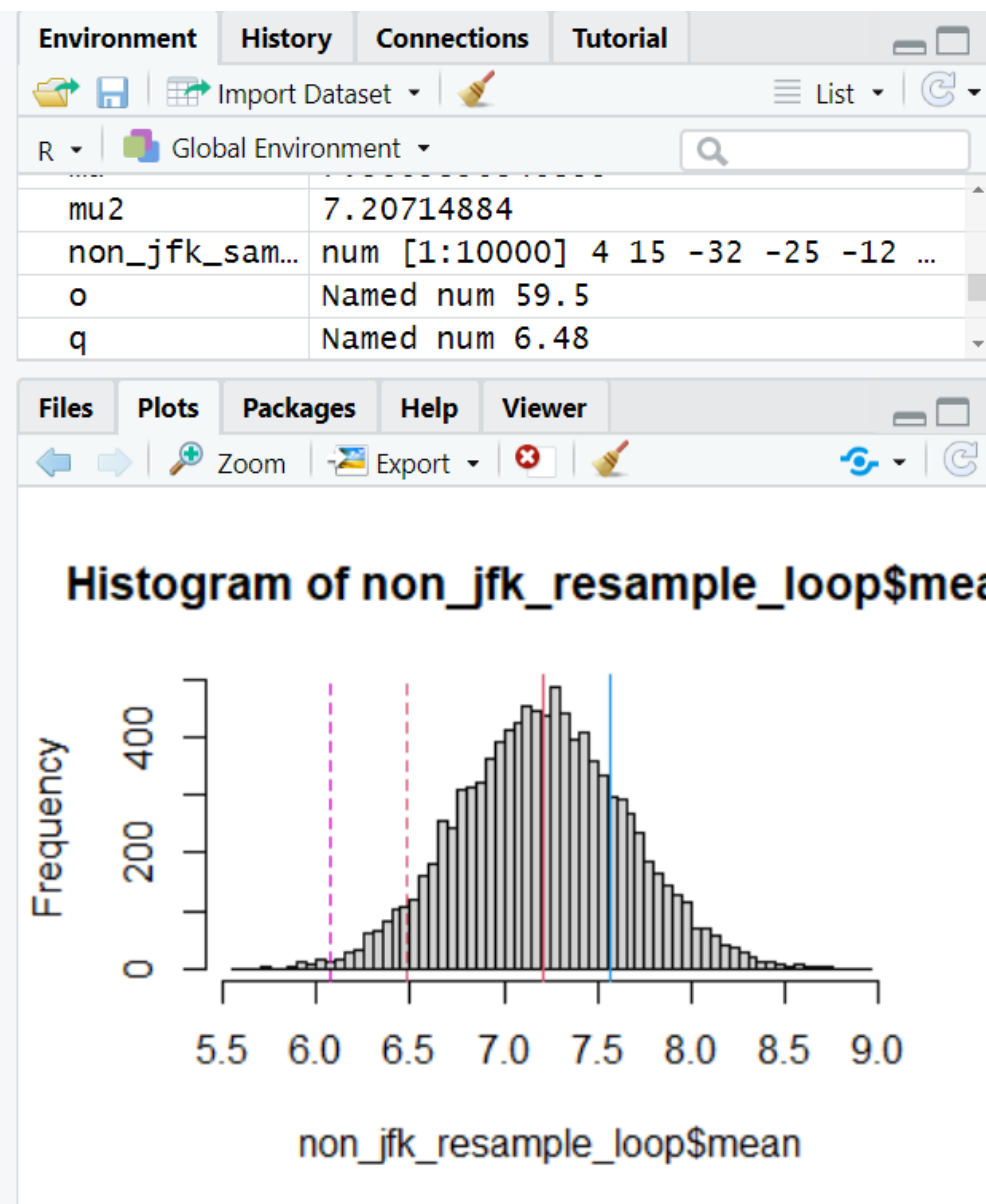 Environment History Connections Tutorial
Import Dataset List
R Global Environment
mu2 7.20714884
non_jfk_sam… num [1:10000] 4 15 -32 -25 -12 …
o Named num 59.5
q Named num 6.48
Files Plots Packages Help Viewer
Zoom Export
Histogram of non_jfk_resample_loop$mea
Frequency
400
200
0
5.5 6.0 6.5 7.0 7.5 8.0 8.5 9.0
non_jfk_resample_loop$mean